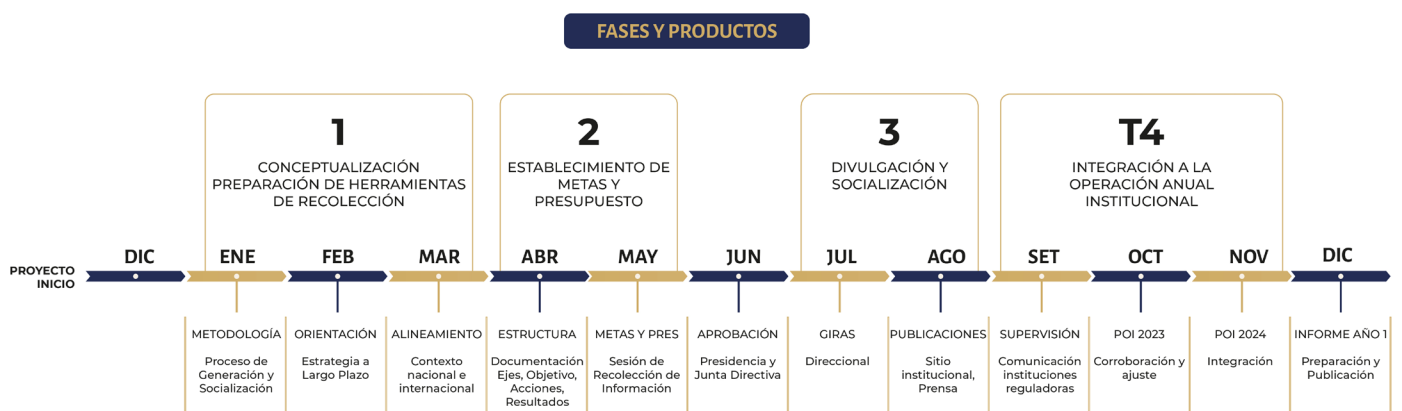 FASES Y PRODUCTOS
1
CONCEPTUALIZACIÓN
PREPARACIÓN DE HERRAMIENTAS
DE RECOLECCIÓN
2
ESTABLECIMIENTO DE
METAS Y
PRESUPUESTO
3
DIVULGACIÓN Y
SOCIALIZACIÓN
T4
INTEGRACIÓN A LA
OPERACIÓN ANUAL
INSTITUCIONAL
PROYECTO
INICIO
DIC
ENE
FEB
MAR
ABR
MAY
JUN
JUL
AGO
SET
OCT
NOV
DIC
METODOLOGÍA
Proceso de
Generación y
Socialización
ORIENTACIÓN
Estrategia a
Largo Plazo
ALINEAMIENTO
Contexto
nacional e
internacional
ESTRUCTURA
Documentación
Ejes, Objetivo,
Acciones,
Resultados
METAS Y PRES
Sesión de
Recolección de
Información
APROBACIÓN
Presidencia y
Junta Directiva
GIRAS
Direccional
PUBLICACIONES
Sitio
institucional,
Prensa
SUPERVISIÓN
Comunicación
instituciones
reguladoras
POI 2023
Corroboración y
ajuste
POI 2024
Integración
INFORME AÑO 1
Preparación y
Publicación